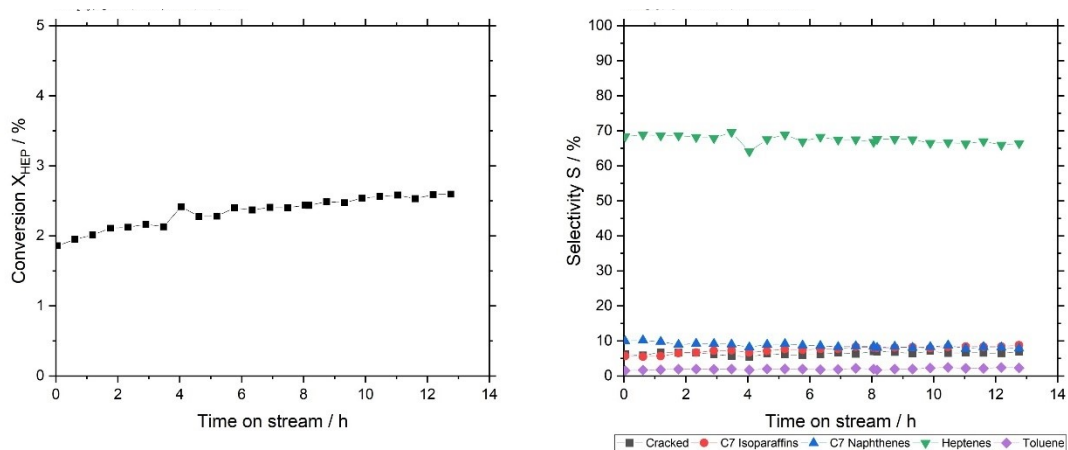 5
4
3
2
1
0
Conversion X_HEP / %
0 2 4 6 8 10 12 14
Time on stream / h
100
90
80
70
60
50
40
30
20
10
0
Selectivity S / %
0 2 4 6 8 10 12 14
Time on stream / h
Cracked C7 Isoparaffins C7 Naphthenes Heptenes Toluene